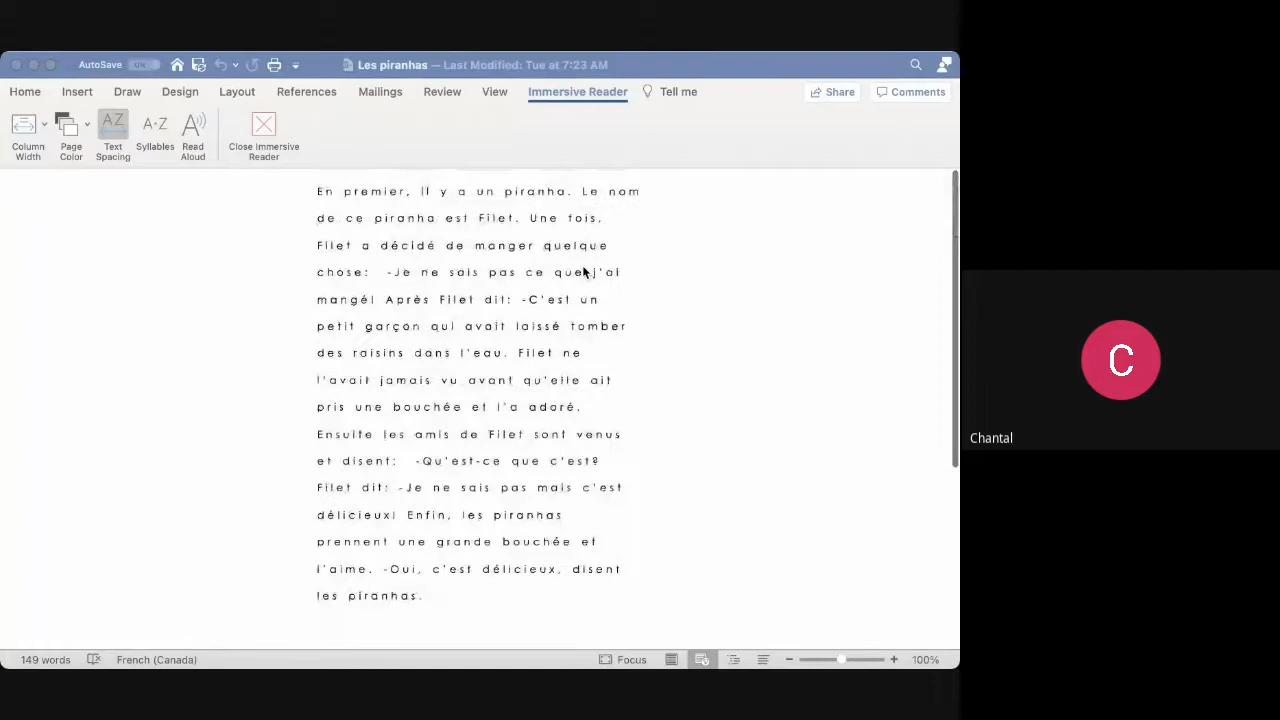 AutoSave
Les piranhas — Last Modified: Tue at 7:23 AM
Home Insert Draw Design Layout References Mailings Review View Immersive Reader Tell me
Share Comments
Column Width
Page Color
Text Spacing
Syllables
Read Aloud
Close Immersive Reader
En premier, il y a un piranha. Le nom
de ce piranha est Filet. Une fois,
Filet a décidé de manger quelque
chose: -Je ne sais pas ce que j'ai
mangé! Après Filet dit: -C'est un
petit garçon qui avait laissé tomber
des raisins dans l'eau. Filet ne
l'avait jamais vu avant qu'elle ait
pris une bouchée et l'a adoré.
Ensuite les amis de Filet sont venus
et disent: -Qu'est-ce que c'est?
Filet dit: -Je ne sais pas mais c'est
délicieux! Enfin, les piranhas
prennent une grande bouchée et
l'aime. -Oui, c'est délicieux, disent
les piranhas.
149 words French (Canada) Focus 100%
C
Chantal